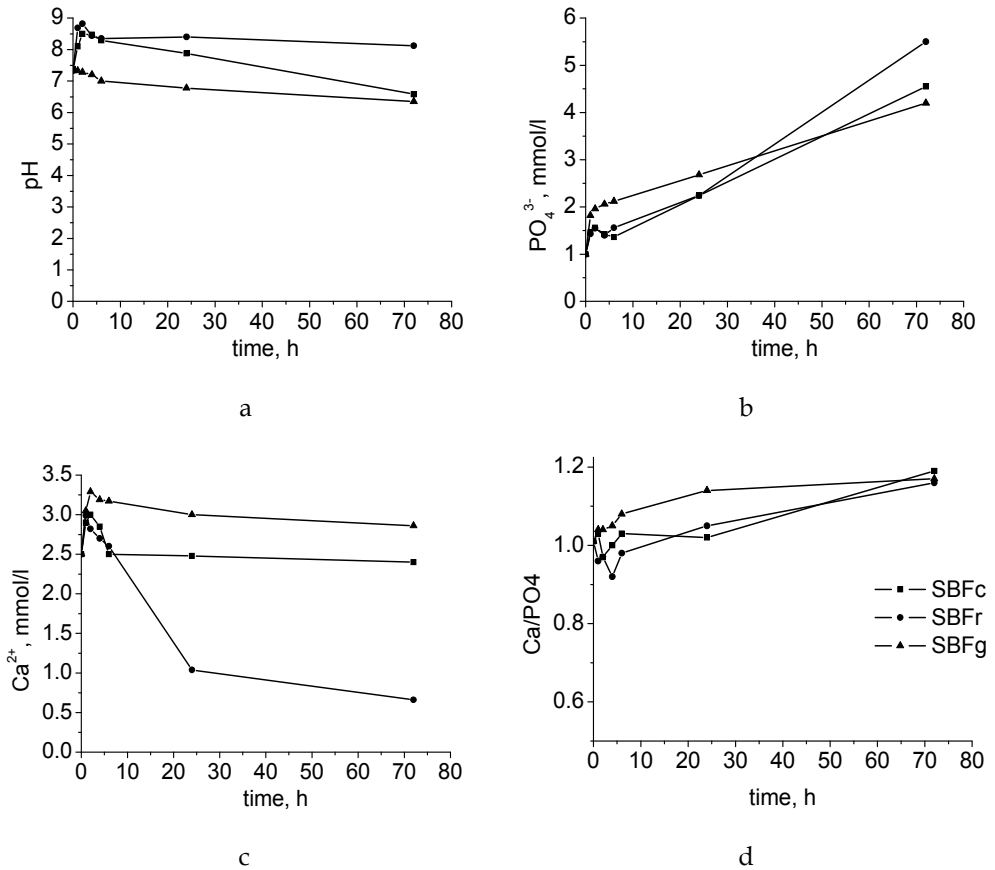 9
8
7
6
5
4
3
2
1
0
pH
0 10 20 30 40 50 60 70 80
time, h
a
6
5
4
3
2
1
0
PO₄³⁻, mmol/l
0 10 20 30 40 50 60 70 80
time, h
b
3.5
3.0
2.5
2.0
1.5
1.0
0.5
0.0
Ca²⁺, mmol/l
0 10 20 30 40 50 60 70 80
time, h
c
1.2
1.0
0.8
0.6
Ca/PO4
SBFc
SBFr
SBFg
0 10 20 30 40 50 60 70 80
time, h
d